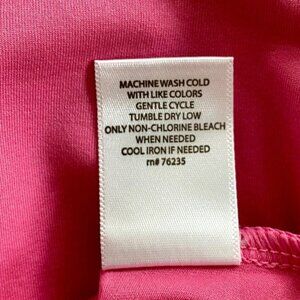 MACHINE WASH COLD
WITH LIKE COLORS
GENTLE CYCLE
TUMBLE DRY LOW
ONLY NON-CHLORINE BLEACH
WHEN NEEDED
COOL IRON IF NEEDED
rn# 76235